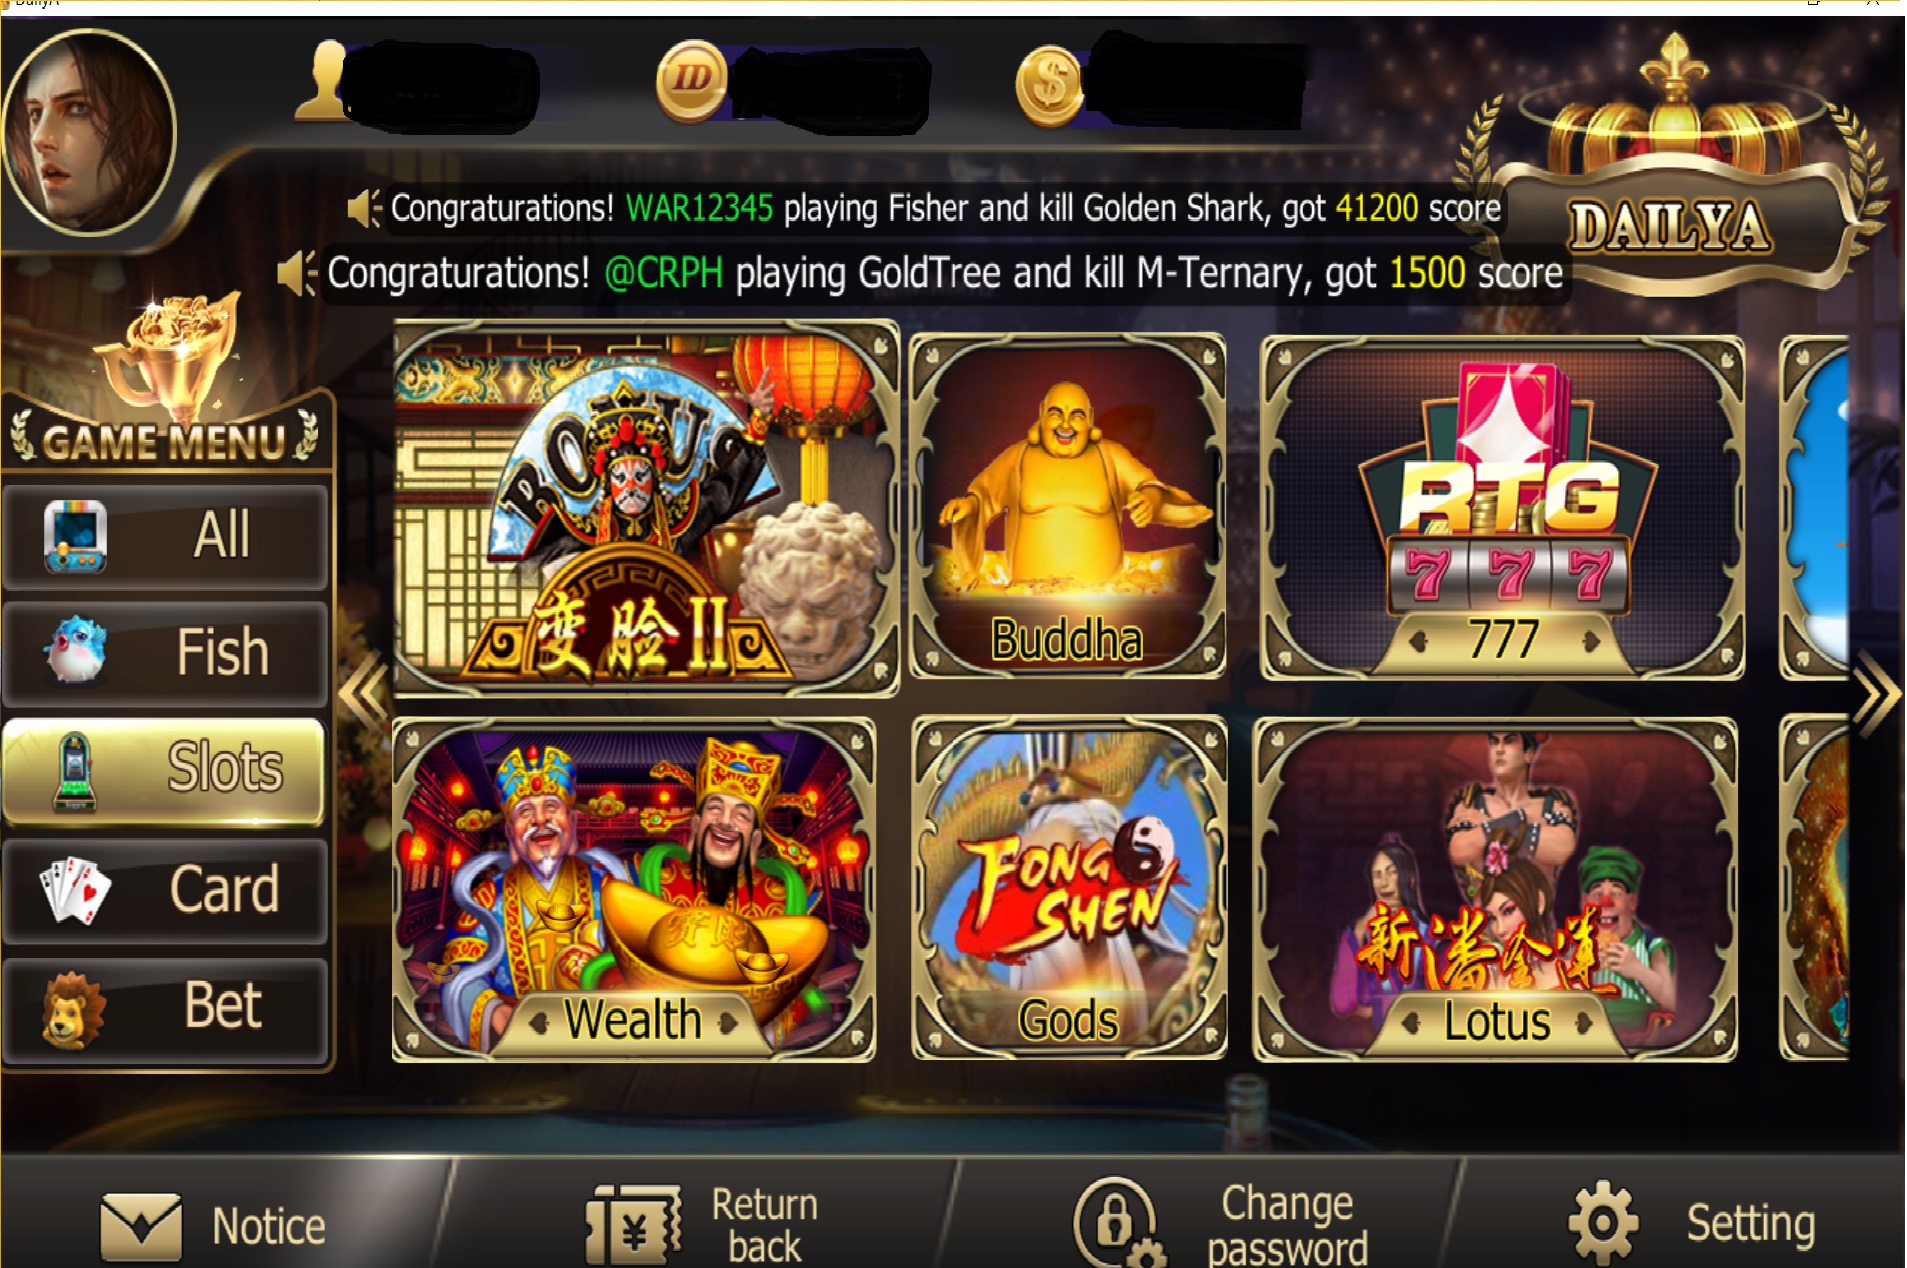 ID
$
Congraturations! WAR12345 playing Fisher and kill Golden Shark, got 41200 score
DAILYA
Congraturations! @CRPH playing GoldTree and kill M-Ternary, got 1500 score
GAME MENU
All
Fish
Slots
Card
Bet
变脸II
Buddha
RTG
777
777
Wealth
FONG
SHEN
Gods
新潘金莲
Lotus
Notice
¥
Return
back
Change
password
Setting